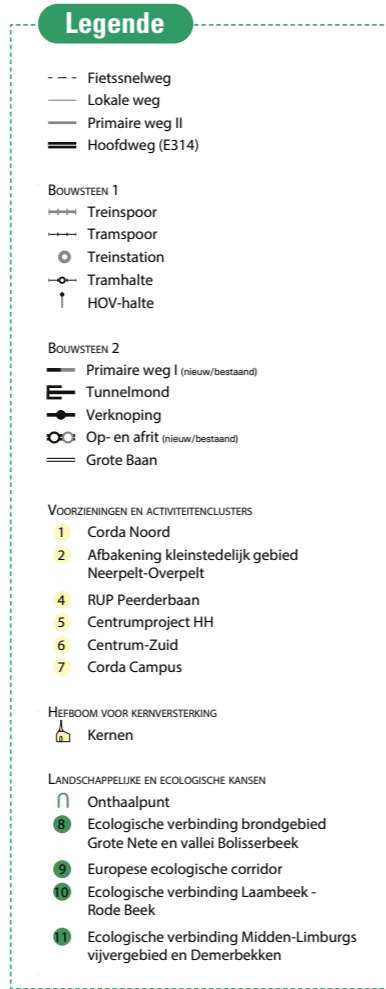 Legende
Fietssnelweg
Lokale weg
Primaire weg II
Hoofdweg (E314)
Bouwsteen 1
Treinspoor
Tramspoor
Treinstation
Tramhalte
HOV-halte
Bouwsteen 2
Primaire weg I (nieuw/bestaand)
Tunnelmond
Verknoping
Op- en afrit (nieuw/bestaand)
Grote Baan
Voorzieningen en activiteitenclusters
1 Corda Noord
2 Afbakening kleinstedelijk gebied
Neerpelt-Overpelt
4 RUP Peerderbaan
5 Centrumproject HH
6 Centrum-Zuid
7 Corda Campus
Hefboom voor kernversterking
Kernen
Landschappelijke en ecologische kansen
Onthaalpunt
8 Ecologische verbinding brongebied
Grote Nete en vallei Bolisserbeek
9 Europese ecologische corridor
10 Ecologische verbinding Laambeek -
Rode Beek
11 Ecologische verbinding Midden-Limburgs
vijvergebied en Demerbekken